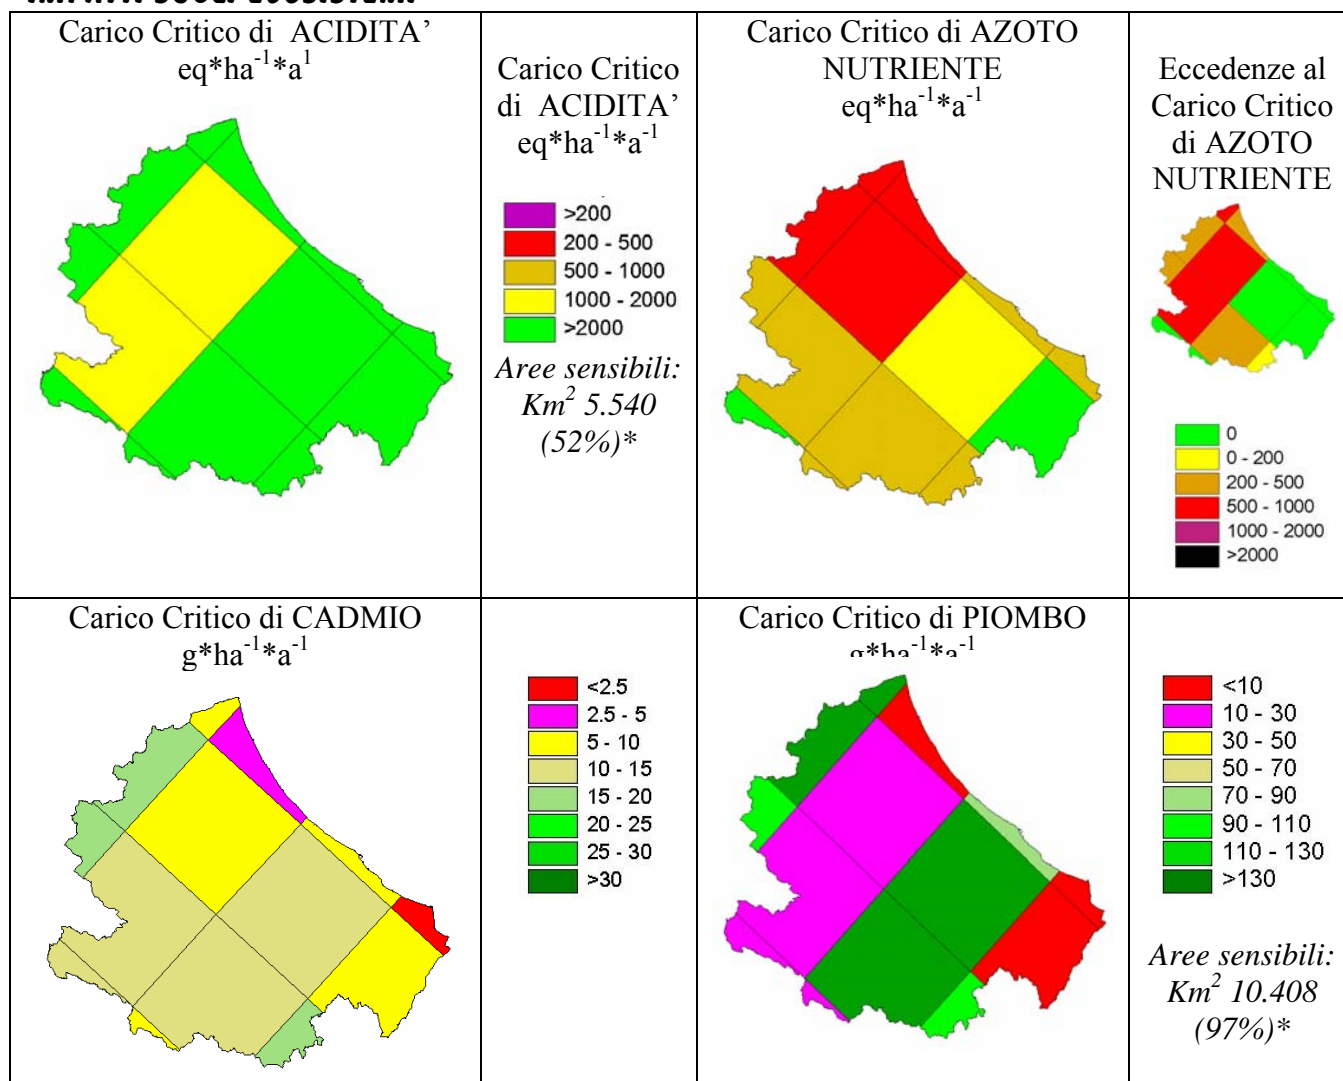 Carico Critico di ACIDITA’
eq*ha-1*a1
Carico Critico
di ACIDITA’
eq*ha-1*a-1
>200
200 - 500
500 - 1000
1000 - 2000
>2000
Aree sensibili:
Km2 5.540
(52%)*
Carico Critico di AZOTO
NUTRIENTE
eq*ha-1*a-1
Eccedenze al
Carico Critico
di AZOTO
NUTRIENTE
0
0 - 200
200 - 500
500 - 1000
1000 - 2000
>2000
Carico Critico di CADMIO
g*ha-1*a-1
<2.5
2.5 - 5
5 - 10
10 - 15
15 - 20
20 - 25
25 - 30
>30
Carico Critico di PIOMBO
g*ha-1*a-1
<10
10 - 30
30 - 50
50 - 70
70 - 90
90 - 110
110 - 130
>130
Aree sensibili:
Km2 10.408
(97%)*